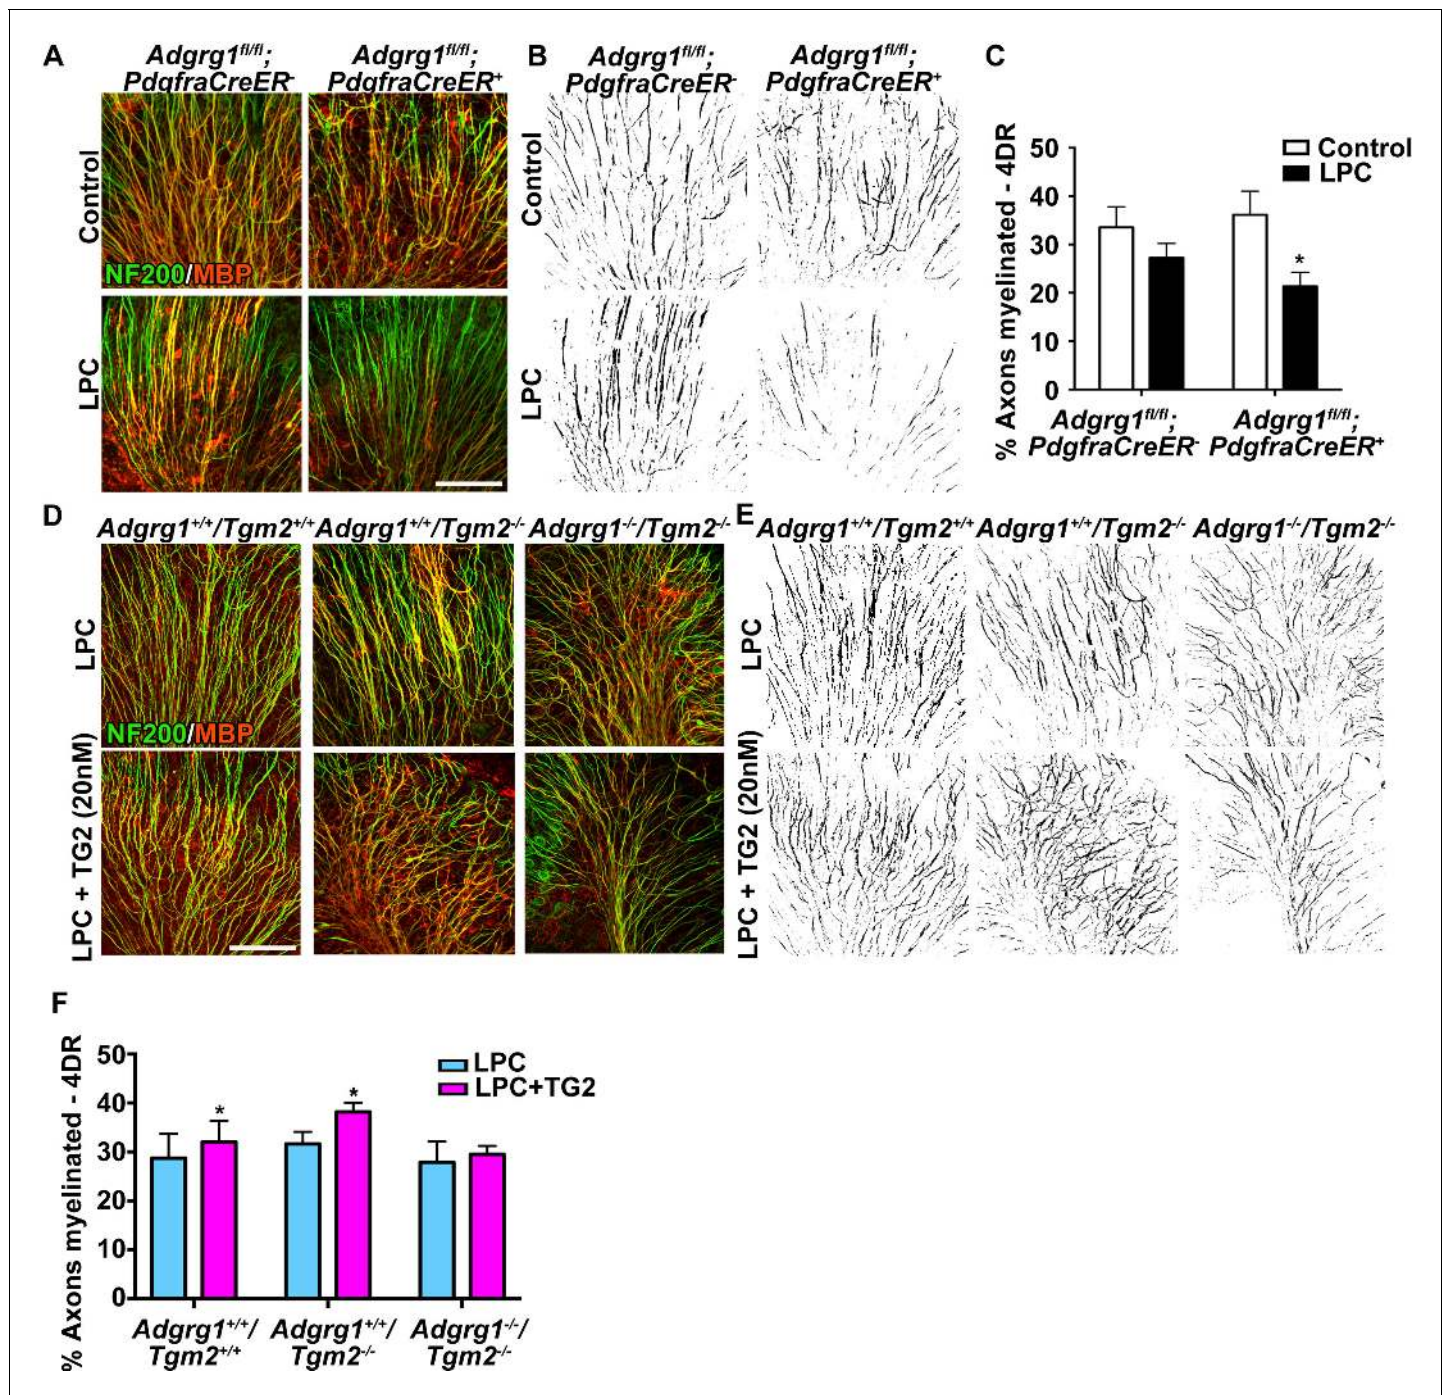 A
Adgrg1fl/fl;
PdgfraCreER-
Adgrg1fl/fl;
PdgfraCreER+
Control
LPC
NF200/MBP
B
Adgrg1fl/fl;
PdgfraCreER-
Adgrg1fl/fl;
PdgfraCreER+
Control
LPC
C
% Axons myelinated - 4DR
50
40
30
20
10
0
Control
LPC
*
Adgrg1fl/fl;
PdgfraCreER-
Adgrg1fl/fl;
PdgfraCreER+
D
Adgrg1+/+/Tgm2+/+
Adgrg1+/+/Tgm2-/-
Adgrg1-/-/Tgm2-/-
LPC
LPC + TG2 (20nM)
NF200/MBP
E
Adgrg1+/+/Tgm2+/+
Adgrg1+/+/Tgm2-/-
Adgrg1-/-/Tgm2-/-
LPC
LPC + TG2 (20nM)
F
% Axons myelinated - 4DR
50
40
30
20
10
0
LPC
LPC+TG2
*
*
Adgrg1+/+/
Tgm2+/+
Adgrg1+/+/
Tgm2-/-
Adgrg1-/-/
Tgm2-/-